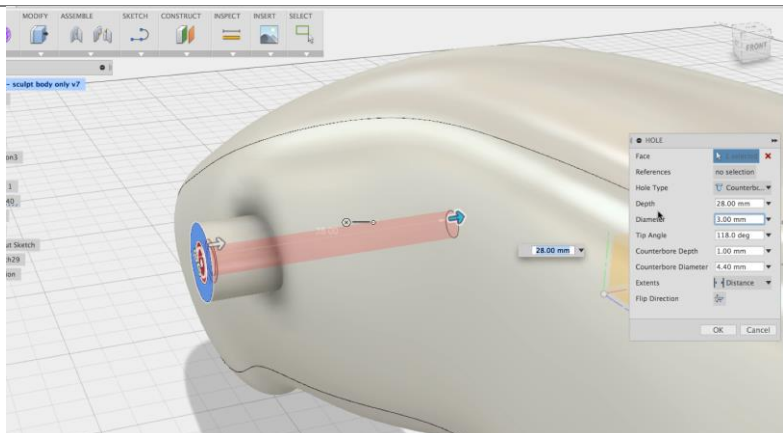 MODIFY
ASSEMBLE
SKETCH
CONSTRUCT
INSPECT
INSERT
SELECT
- sculpt body only v7
on3
1
40
ut Sketch
ch29
ion
28.00 mm
FRONT
HOLE
Face
References no selection
Hole Type Counterbo...
Depth 28.00 mm
Diameter 3.00 mm
Tip Angle 118.0 deg
Counterbore Depth 1.00 mm
Counterbore Diameter 4.40 mm
Extents Distance
Flip Direction
OK Cancel